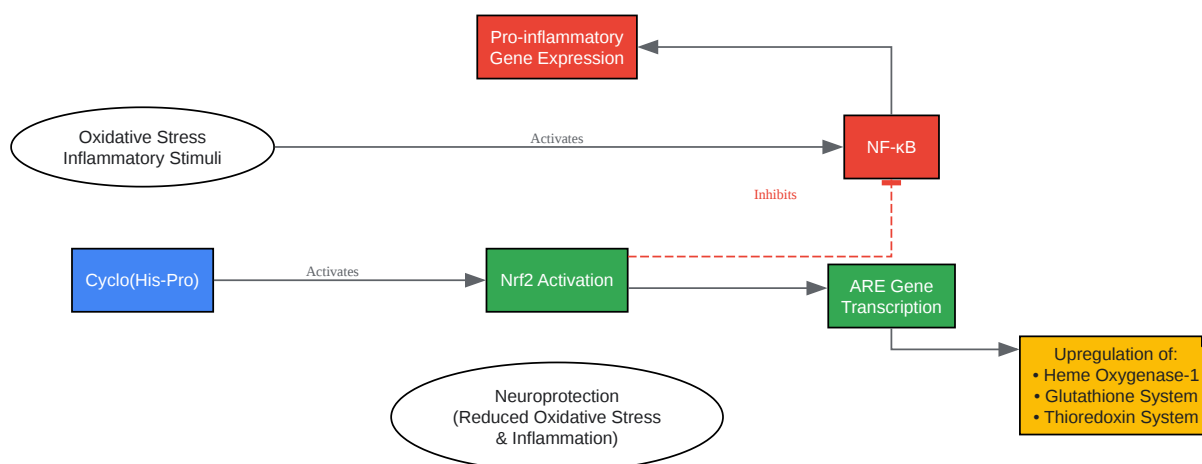 Pro-inflammatory
Gene Expression
Oxidative Stress
Inflammatory Stimuli
Activates
NF-κB
Inhibits
Cyclo(His-Pro)
Activates
Nrf2 Activation
ARE Gene
Transcription
Upregulation of:
• Heme Oxygenase-1
• Glutathione System
• Thioredoxin System
Neuroprotection
(Reduced Oxidative Stress
& Inflammation)